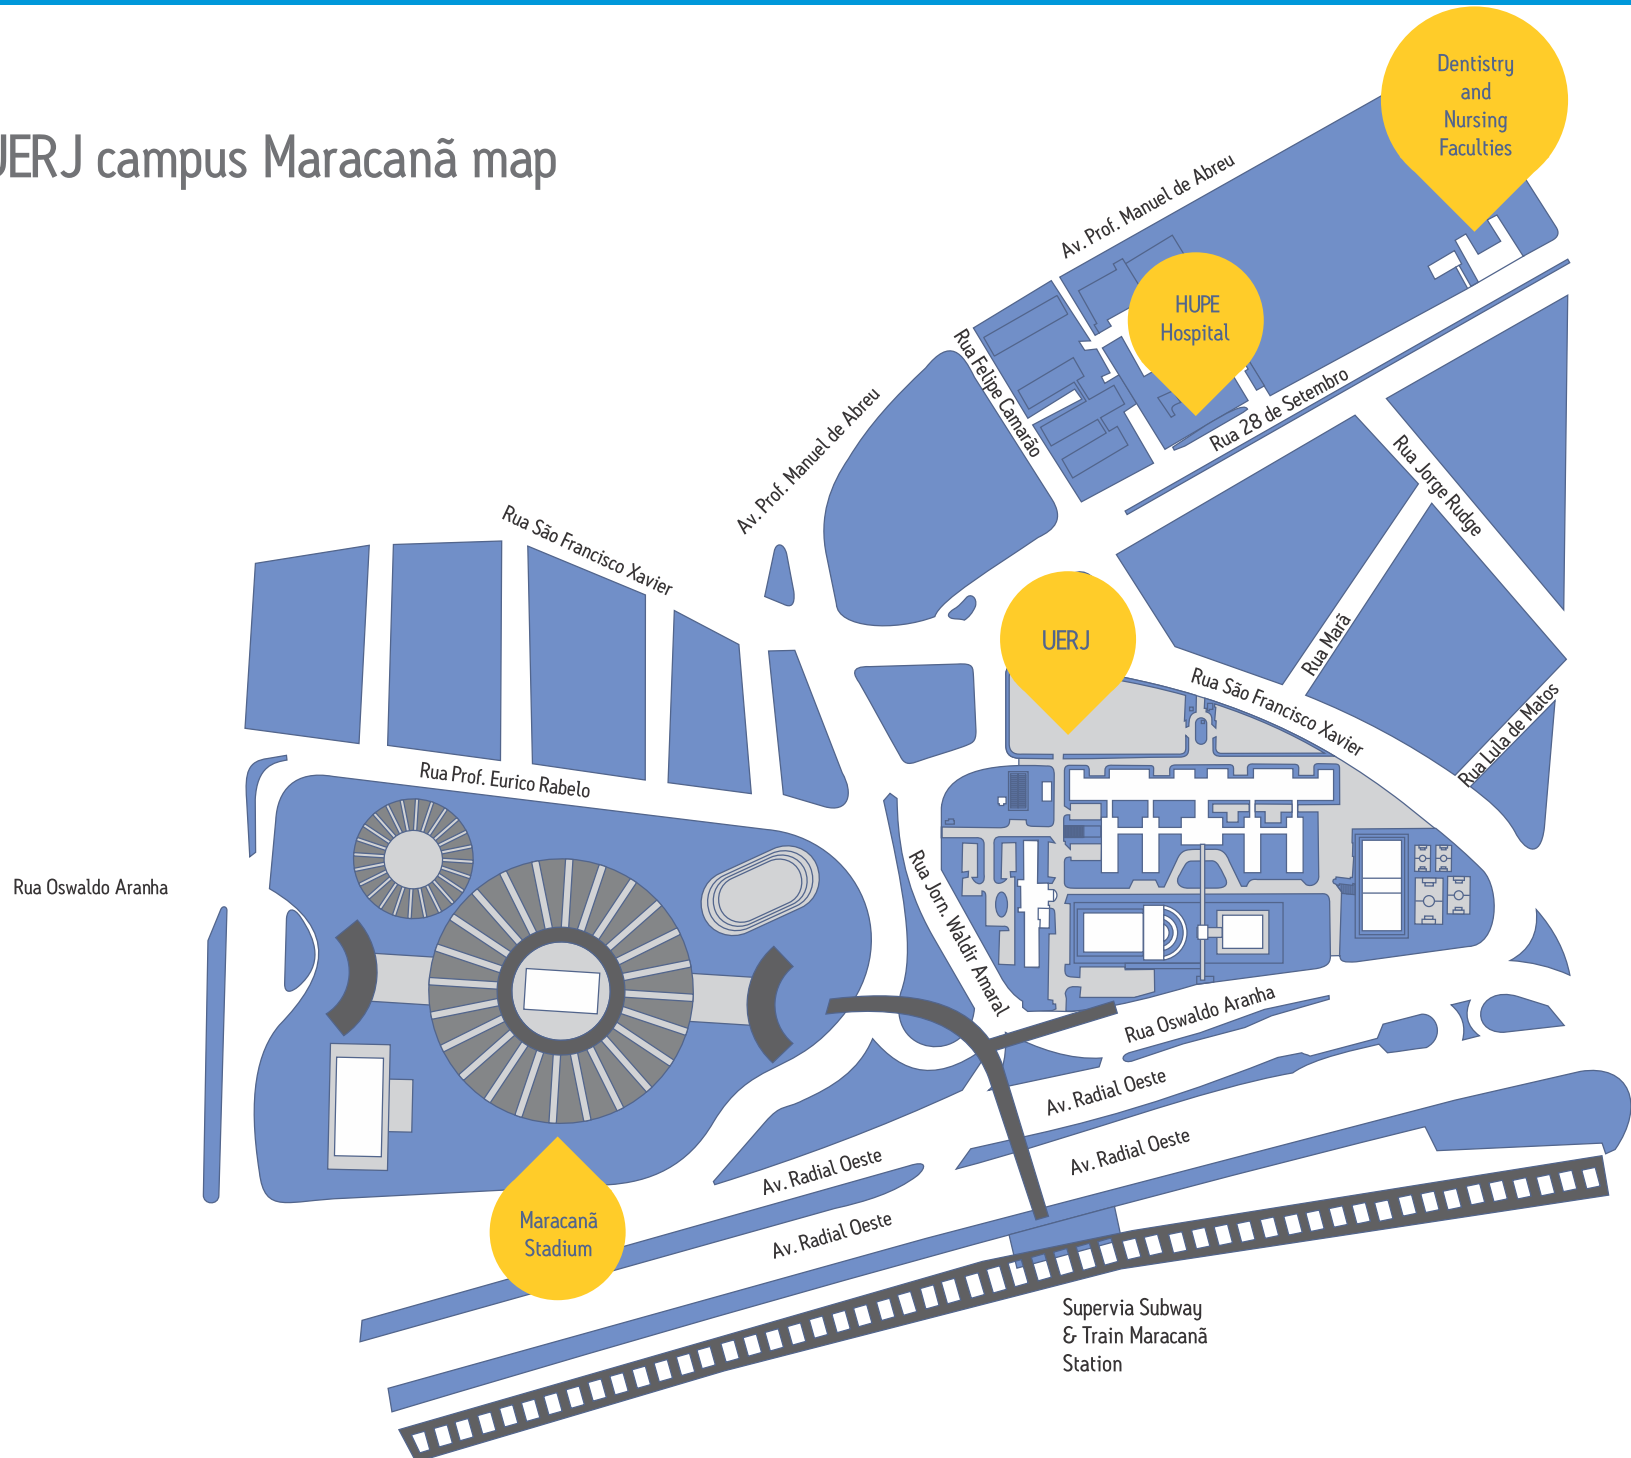 UERJ campus Maracanã map
Dentistry
and
Nursing
Faculties
Av. Prof. Manuel de Abreu
HUPE
Hospital
Rua Felipe Camarão
Rua 28 de Setembro
Av. Prof. Manuel de Abreu
Rua Jorge Rudge
Rua São Francisco Xavier
UERJ
Rua Marã
Rua São Francisco Xavier
Rua Lula de Matos
Rua Prof. Eurico Rabelo
Rua Oswaldo Aranha
Rua Jorn. Waldir Amaral
Rua Oswaldo Aranha
Av. Radial Oeste
Av. Radial Oeste
Av. Radial Oeste
Av. Radial Oeste
Maracanã
Stadium
Supervia Subway
& Train Maracanã
Station